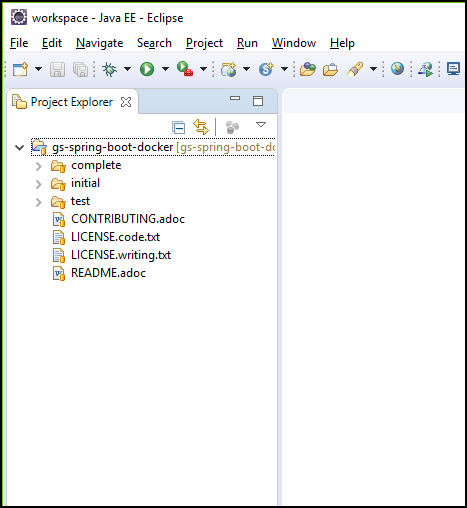 workspace - Java EE - Eclipse
File Edit Navigate Search Project Run Window Help
Project Explorer
gs-spring-boot-docker [gs-spring-boot-do
complete
initial
test
CONTRIBUTING.adoc
LICENSE.code.txt
LICENSE.writing.txt
README.adoc